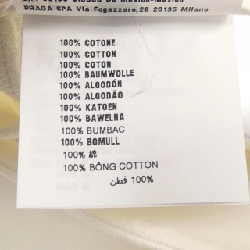 PRADA SPA Via Fogazzaro,28 20135 Milano
100% COTONE
100% COTTON
100% COTON
100% BAUMWOLLE
100% ALGODÓN
100% ALGODÃO
100% KATOEN
100% BAWELNA
100% BUMBAC
100% BOMULL
100% 綿
100% BÔNG COTTON
100% قطن